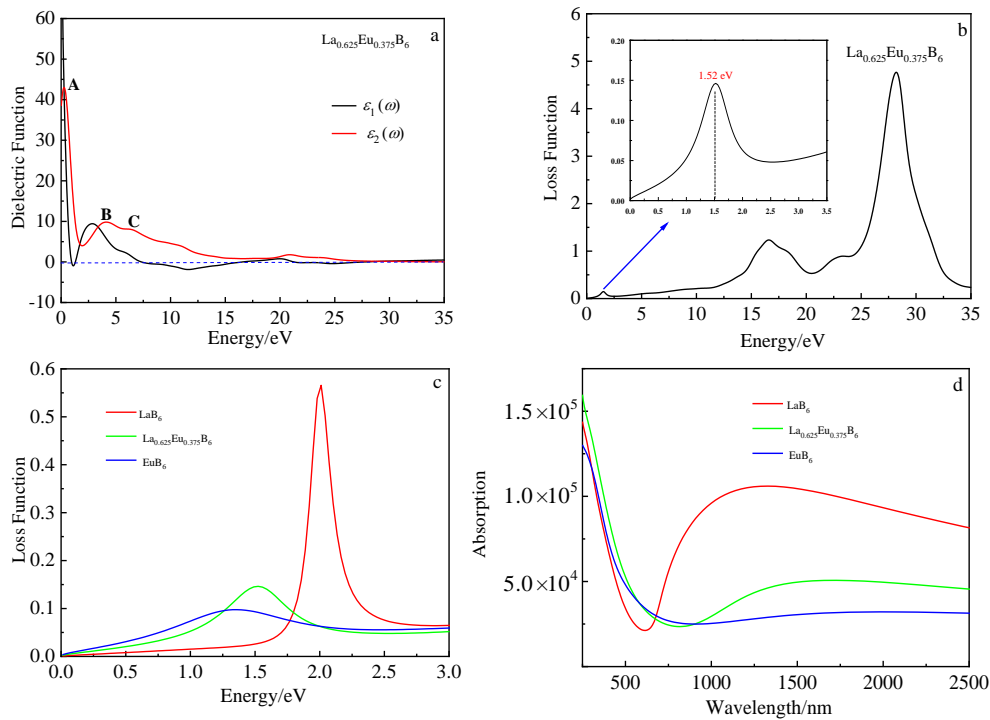 60
50
40
30
20
10
0
-10
Dielectric Function
0 5 10 15 20 25 30 35
Energy/eV
a
La0.625Eu0.375B6
A
B
C
ε1(ω)
ε2(ω)
6
5
4
3
2
1
0
Loss Function
0 5 10 15 20 25 30 35
Energy/eV
b
La0.625Eu0.375B6
0.20
0.15
0.10
0.05
0.00
0.0 0.5 1.0 1.5 2.0 2.5 3.0 3.5
1.52 eV
0.6
0.5
0.4
0.3
0.2
0.1
0.0
Loss Function
0.0 0.5 1.0 1.5 2.0 2.5 3.0
Energy/eV
c
LaB6
La0.625Eu0.375B6
EuB6
1.5×10^5
1.0×10^5
5.0×10^4
Absorption
500 1000 1500 2000 2500
Wavelength/nm
d
LaB6
La0.625Eu0.375B6
EuB6